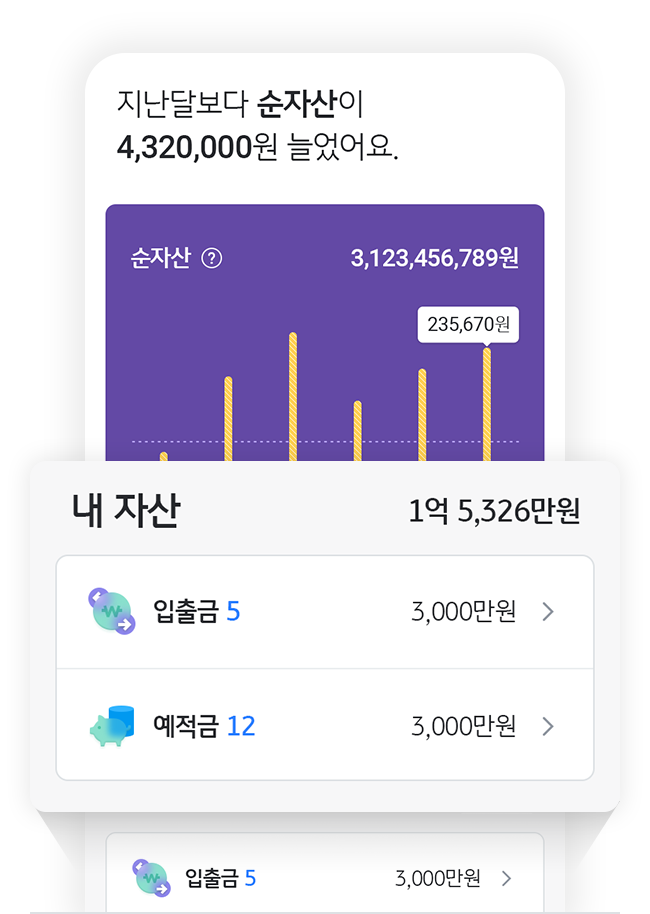 지난달보다 순자산이
4,320,000원 늘었어요.
순자산 ? 3,123,456,789원
235,670원
내 자산 1억 5,326만원
입출금 5 3,000만원
예적금 12 3,000만원
입출금 5 3,000만원